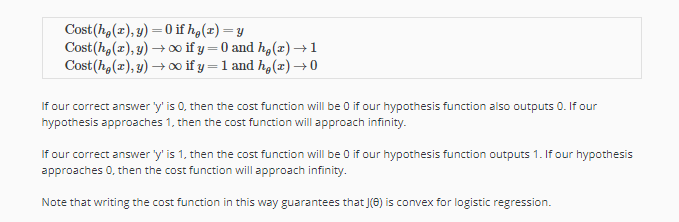 Cost(hθ(x), y) = 0 if hθ(x) = y
Cost(hθ(x), y) → ∞ if y = 0 and hθ(x) → 1
Cost(hθ(x), y) → ∞ if y = 1 and hθ(x) → 0
If our correct answer 'y' is 0, then the cost function will be 0 if our hypothesis function also outputs 0. If our
hypothesis approaches 1, then the cost function will approach infinity.
If our correct answer 'y' is 1, then the cost function will be 0 if our hypothesis function outputs 1. If our hypothesis
approaches 0, then the cost function will approach infinity.
Note that writing the cost function in this way guarantees that J(θ) is convex for logistic regression.